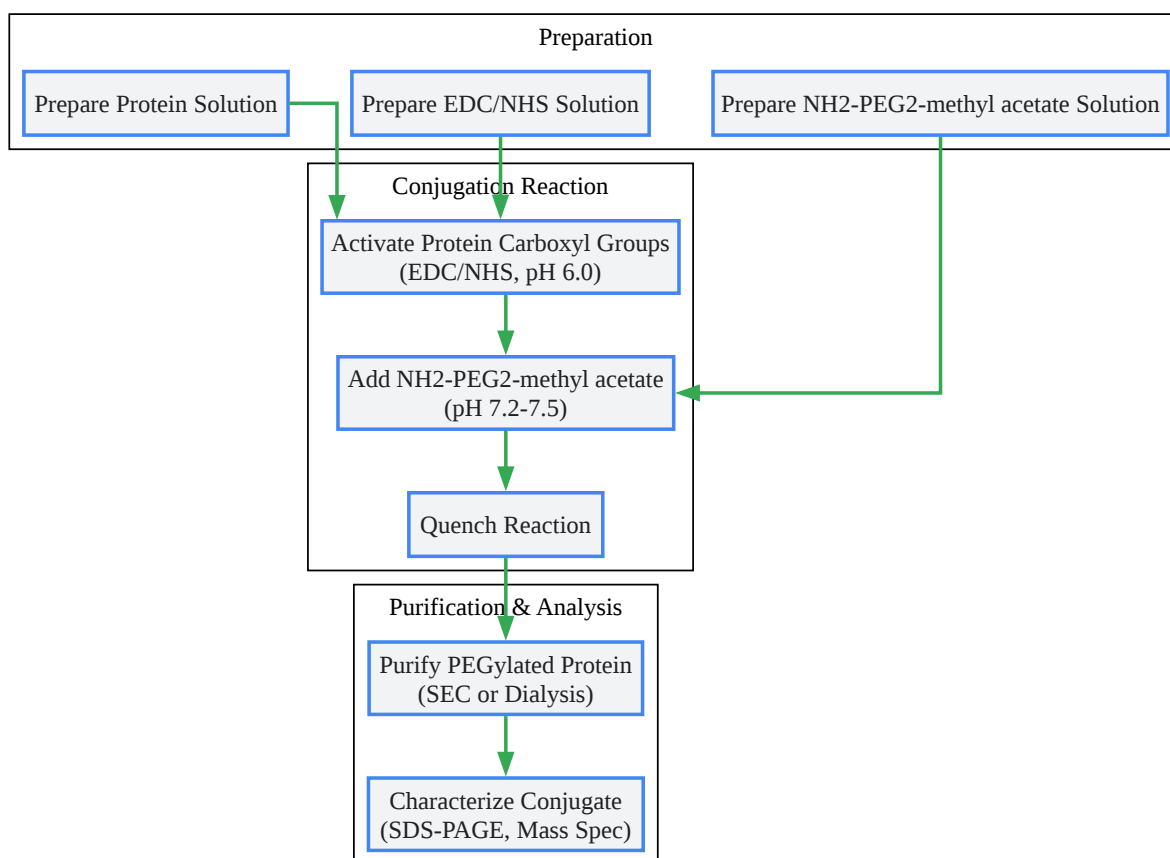 Preparation
Prepare Protein Solution
Prepare EDC/NHS Solution
Prepare NH2-PEG2-methyl acetate Solution
Conjugation Reaction
Activate Protein Carboxyl Groups
(EDC/NHS, pH 6.0)
Add NH2-PEG2-methyl acetate
(pH 7.2-7.5)
Quench Reaction
Purification & Analysis
Purify PEGylated Protein
(SEC or Dialysis)
Characterize Conjugate
(SDS-PAGE, Mass Spec)